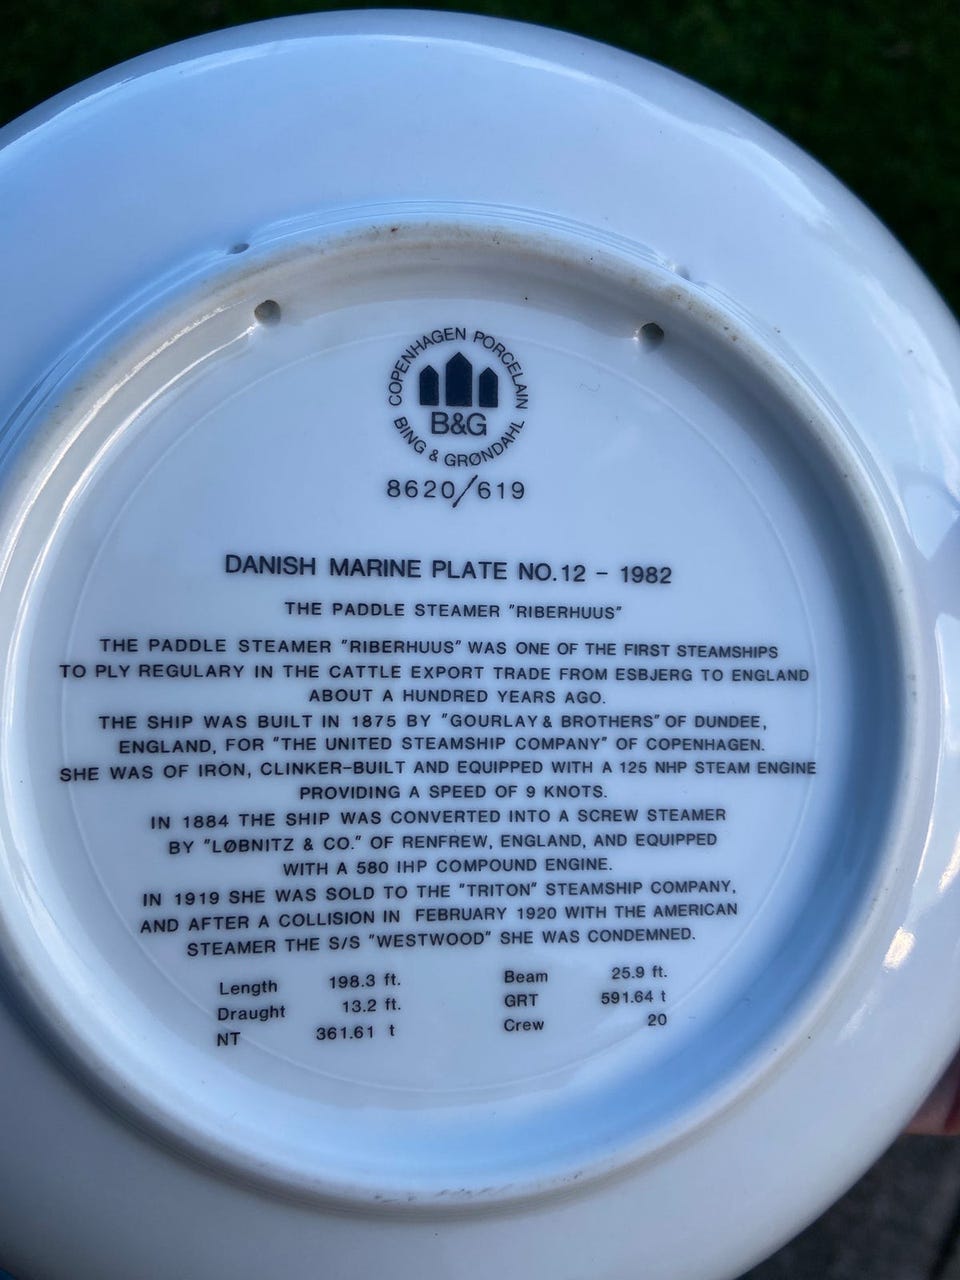 COPENHAGEN PORCELAIN
B&G
BING & GRØNDAHL
8620/619
DANISH MARINE PLATE NO.12 – 1982
THE PADDLE STEAMER "RIBERHUUS"
THE PADDLE STEAMER "RIBERHUUS" WAS ONE OF THE FIRST STEAMSHIPS
TO PLY REGULARY IN THE CATTLE EXPORT TRADE FROM ESBJERG TO ENGLAND
ABOUT A HUNDRED YEARS AGO.
THE SHIP WAS BUILT IN 1875 BY "GOURLAY & BROTHERS" OF DUNDEE,
ENGLAND, FOR "THE UNITED STEAMSHIP COMPANY" OF COPENHAGEN.
SHE WAS OF IRON, CLINKER-BUILT AND EQUIPPED WITH A 125 NHP STEAM ENGINE
PROVIDING A SPEED OF 9 KNOTS.
IN 1884 THE SHIP WAS CONVERTED INTO A SCREW STEAMER
BY "LØBNITZ & CO." OF RENFREW, ENGLAND, AND EQUIPPED
WITH A 580 IHP COMPOUND ENGINE.
IN 1919 SHE WAS SOLD TO THE "TRITON" STEAMSHIP COMPANY,
AND AFTER A COLLISION IN FEBRUARY 1920 WITH THE AMERICAN
STEAMER THE S/S "WESTWOOD" SHE WAS CONDEMNED.
Length 198.3 ft. Beam 25.9 ft.
Draught 13.2 ft. GRT 591.64 t
NT 361.61 t Crew 20